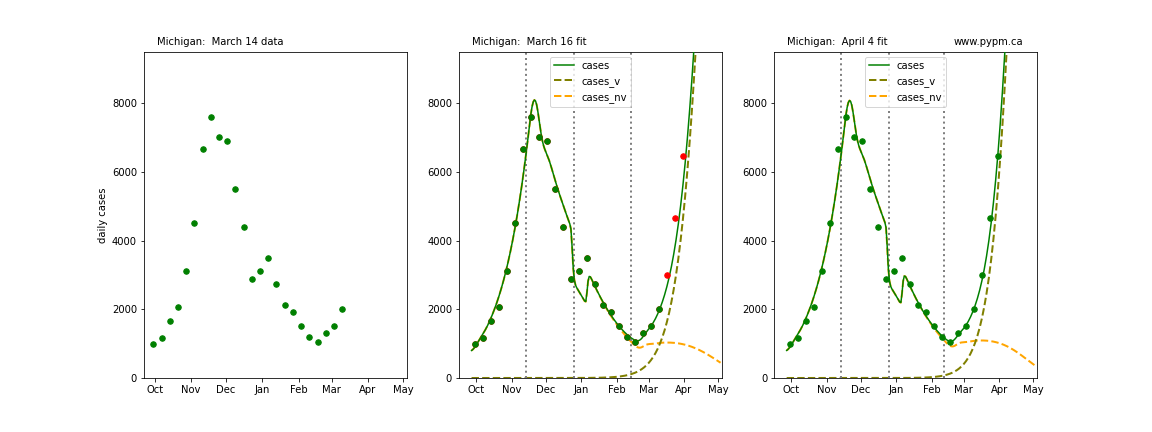 Michigan:  March 14 data
Michigan:  March 16 fit
Michigan:  April 4 fit
www.pypm.ca
daily cases
8000
6000
4000
2000
0
Oct Nov Dec Jan Feb Mar Apr May
cases
cases_v
cases_nv
8000
6000
4000
2000
0
Oct Nov Dec Jan Feb Mar Apr May
cases
cases_v
cases_nv
8000
6000
4000
2000
0
Oct Nov Dec Jan Feb Mar Apr May